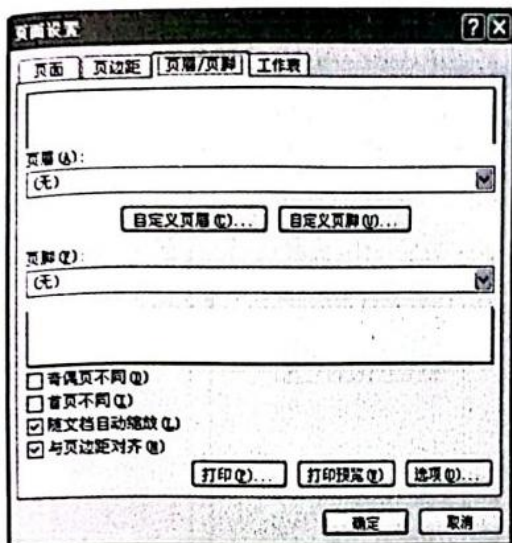 页面设置
页面 页边距 页眉/页脚 工作表
页眉(A):
(无)
自定义页眉(C)... 自定义页脚(U)...
页脚(F):
(无)
奇偶页不同(D)
首页不同(I)
随文档自动缩放(L)
与页边距对齐(M)
打印(P)... 打印预览(W) 选项(O)...
确定 取消